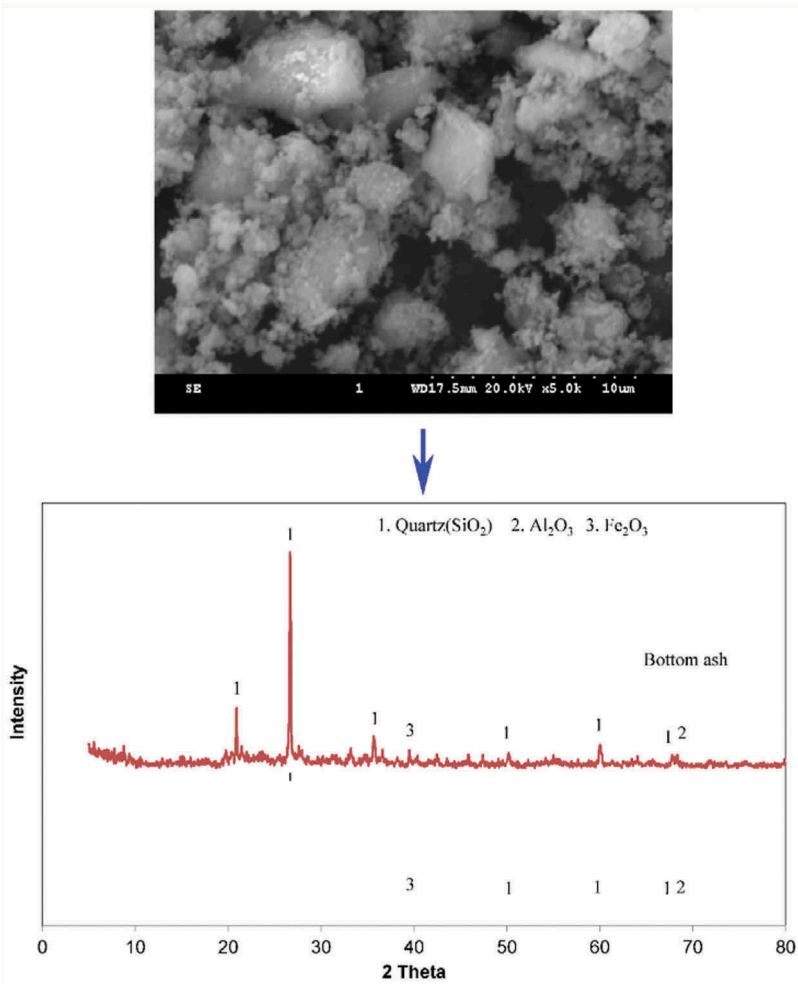 SE 1 WD17.5mm 20.0kV x5.0k 10um
1. Quartz(SiO₂) 2. Al₂O₃ 3. Fe₂O₃
1
Bottom ash
1
1
3
1
1
1
2
Intensity
3
1
1
1
2
0 10 20 30 40 50 60 70 80
2 Theta